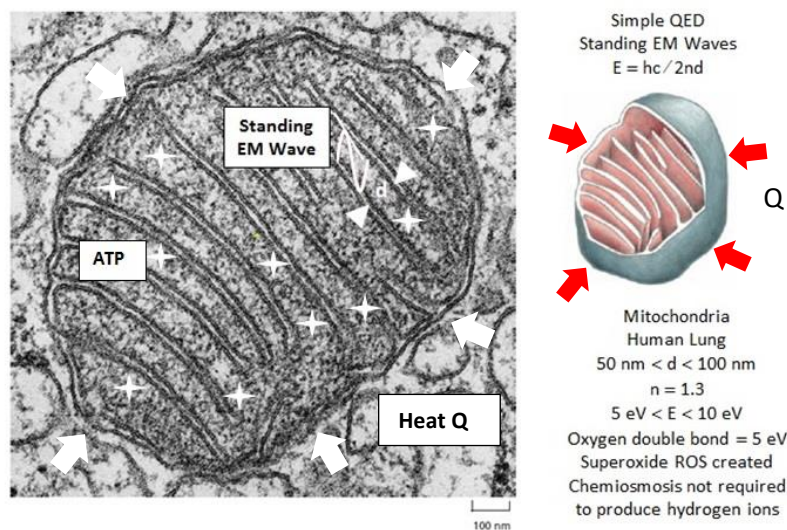 Standing
EM Wave
d
ATP
Heat Q
100 nm
Simple QED
Standing EM Waves
E = hc ∕ 2nd
Q
Mitochondria
Human Lung
50 nm < d < 100 nm
n = 1.3
5 eV < E < 10 eV
Oxygen double bond = 5 eV
Superoxide ROS created
Chemiosmosis not required
to produce hydrogen ions